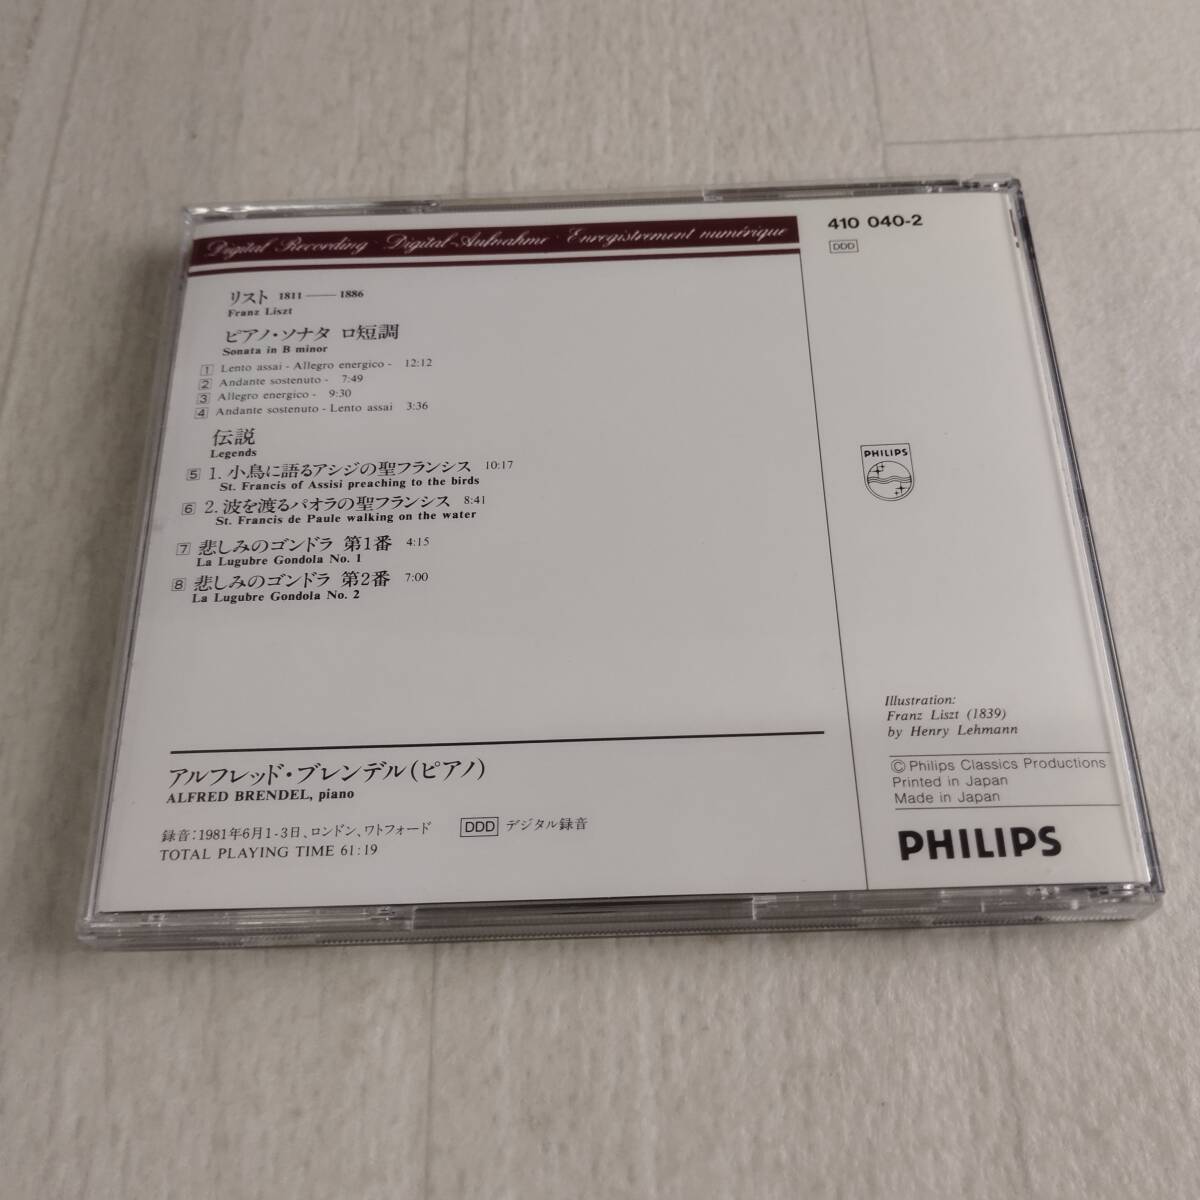 Digital Recording · Digital-Aufnahme · Enregistrement numérique
410 040-2
DDD
リスト 1811——1886
Franz Liszt
ピアノ・ソナタ ロ短調
Sonata in B minor
1 Lento assai - Allegro energico - 12:12
2 Andante sostenuto - 7:49
3 Allegro energico - 9:30
4 Andante sostenuto - Lento assai 3:36
伝説
Legends
5 1. 小鳥に語るアシジの聖フランシス 10:17
St. Francis of Assisi preaching to the birds
6 2. 波を渡るパオラの聖フランシス 8:41
St. Francis de Paule walking on the water
7 悲しみのゴンドラ 第1番 4:15
La Lugubre Gondola No. 1
8 悲しみのゴンドラ 第2番 7:00
La Lugubre Gondola No. 2
アルフレッド・ブレンデル(ピアノ)
ALFRED BRENDEL, piano
録音:1981年6月1-3日、ロンドン、ワトフォード DDD デジタル録音
TOTAL PLAYING TIME 61:19
PHILIPS
Illustration:
Franz Liszt (1839)
by Henry Lehmann
© Philips Classics Productions
Printed in Japan
Made in Japan
PHILIPS